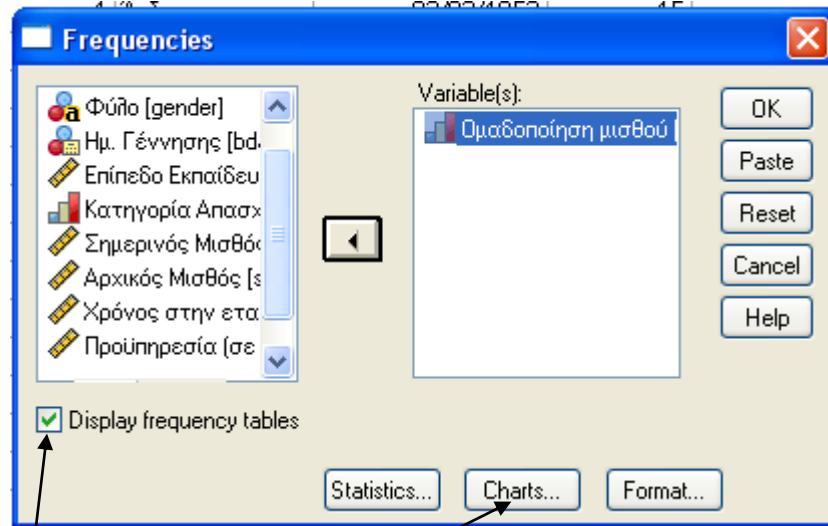 Frequencies
Φύλο [gender]
Ημ. Γέννησης [bd
Επίπεδο Εκπαίδευ
Κατηγορία Απασχ
Σημερινός Μισθό
Αρχικός Μισθός [s
Χρόνος στην ετα
Προϋπηρεσία (σε
Variable(s):
Ομαδοποίηση μισθού [
OK
Paste
Reset
Cancel
Help
Display frequency tables
Statistics...
Charts...
Format...